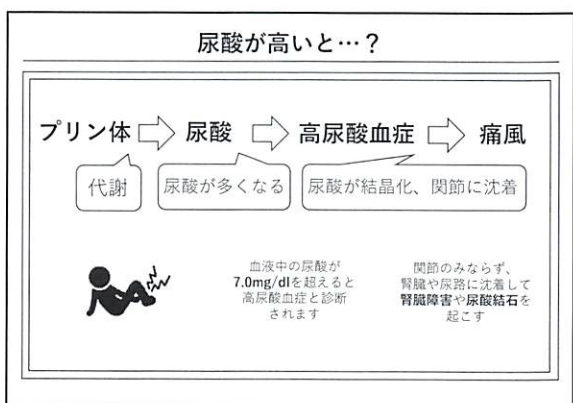 尿酸が高いと…？
プリン体 尿酸 高尿酸血症 痛風
代謝 尿酸が多くなる 尿酸が結晶化、関節に沈着
血液中の尿酸が
7.0mg/dlを超えると
高尿酸血症と診断
されます
関節のみならず、
腎臓や尿路に沈着して
腎臓障害や尿酸結石を
起こす